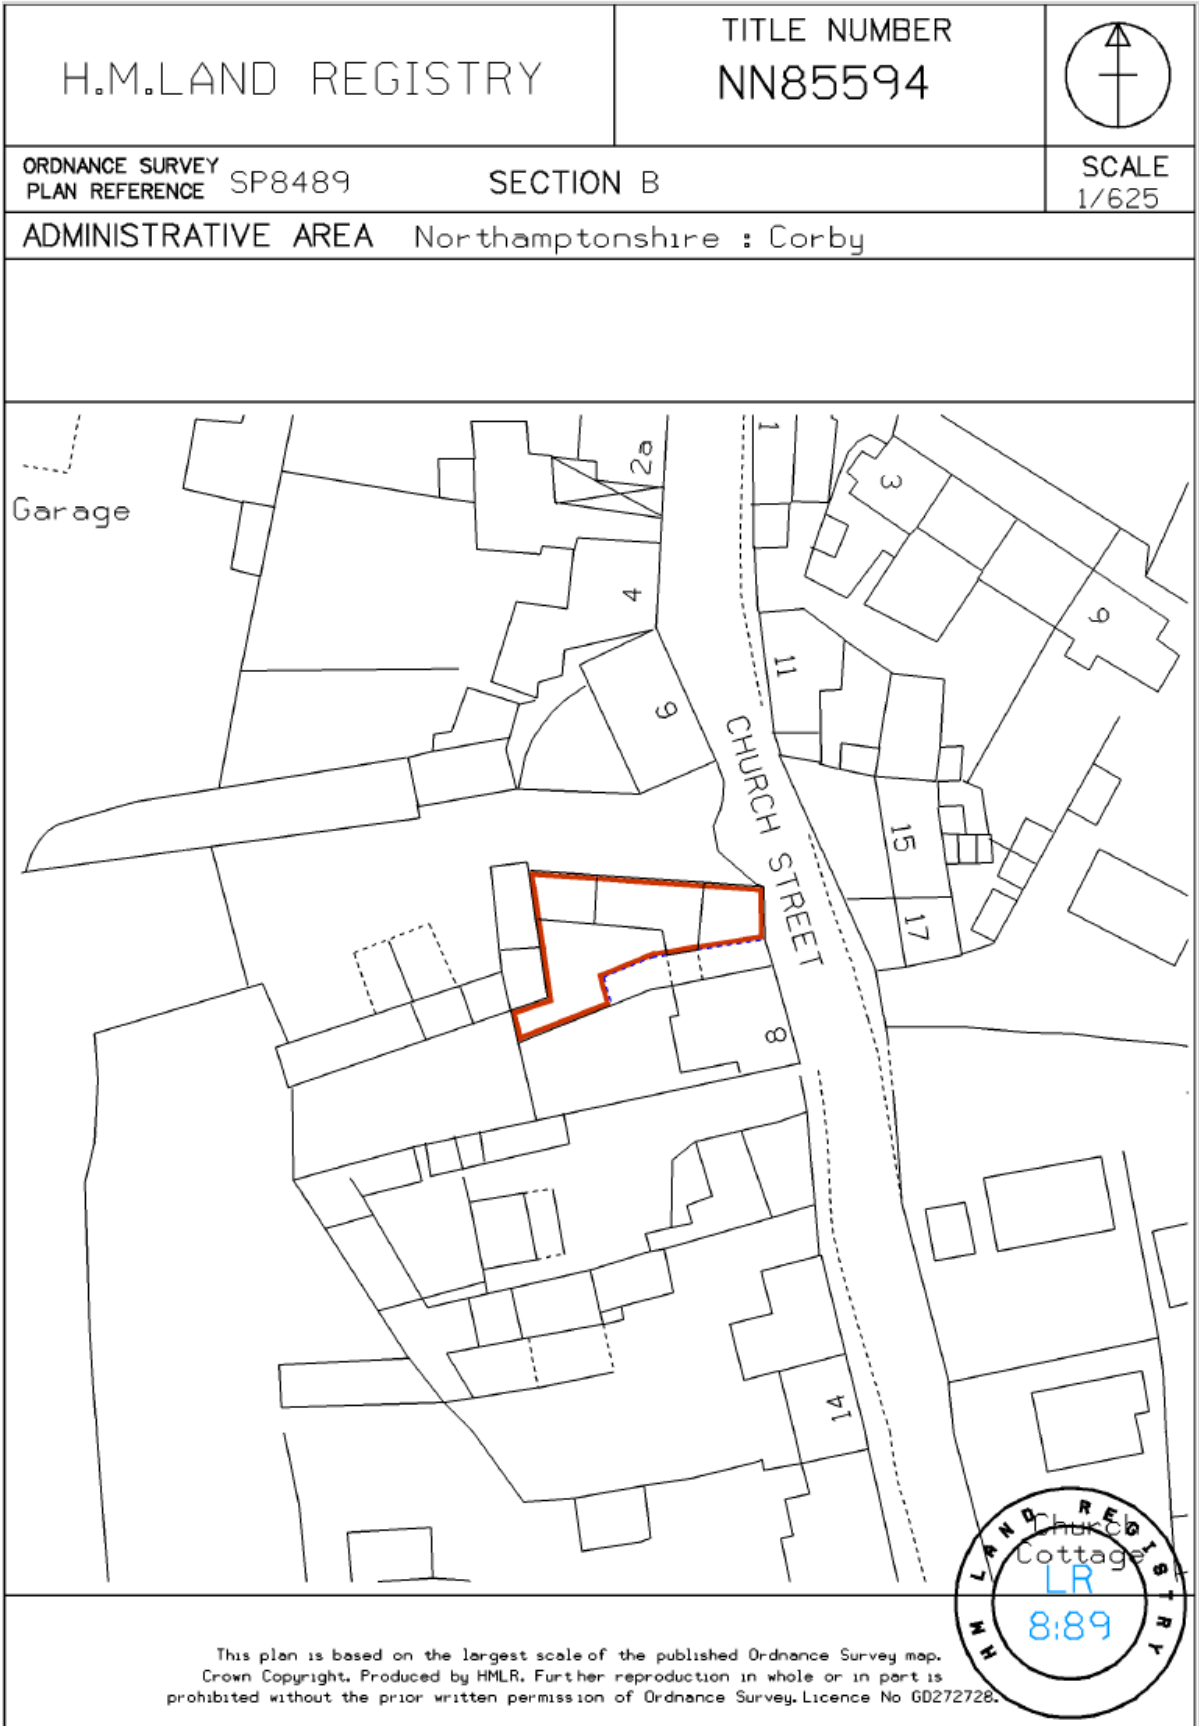 H.M.LAND REGISTRY
TITLE NUMBER
NN85594
ORDNANCE SURVEY
PLAN REFERENCE SP8489
SECTION B
SCALE
1/625
ADMINISTRATIVE AREA Northamptonshire : Corby
Garage
2a
1
3
4
9
11
9
CHURCH STREET
15
17
8
14
Church
Cottage
HM LAND REGISTRY
LR
8:89
This plan is based on the largest scale of the published Ordnance Survey map.
Crown Copyright. Produced by HMLR. Further reproduction in whole or in part is
prohibited without the prior written permission of Ordnance Survey. Licence No GD272728.